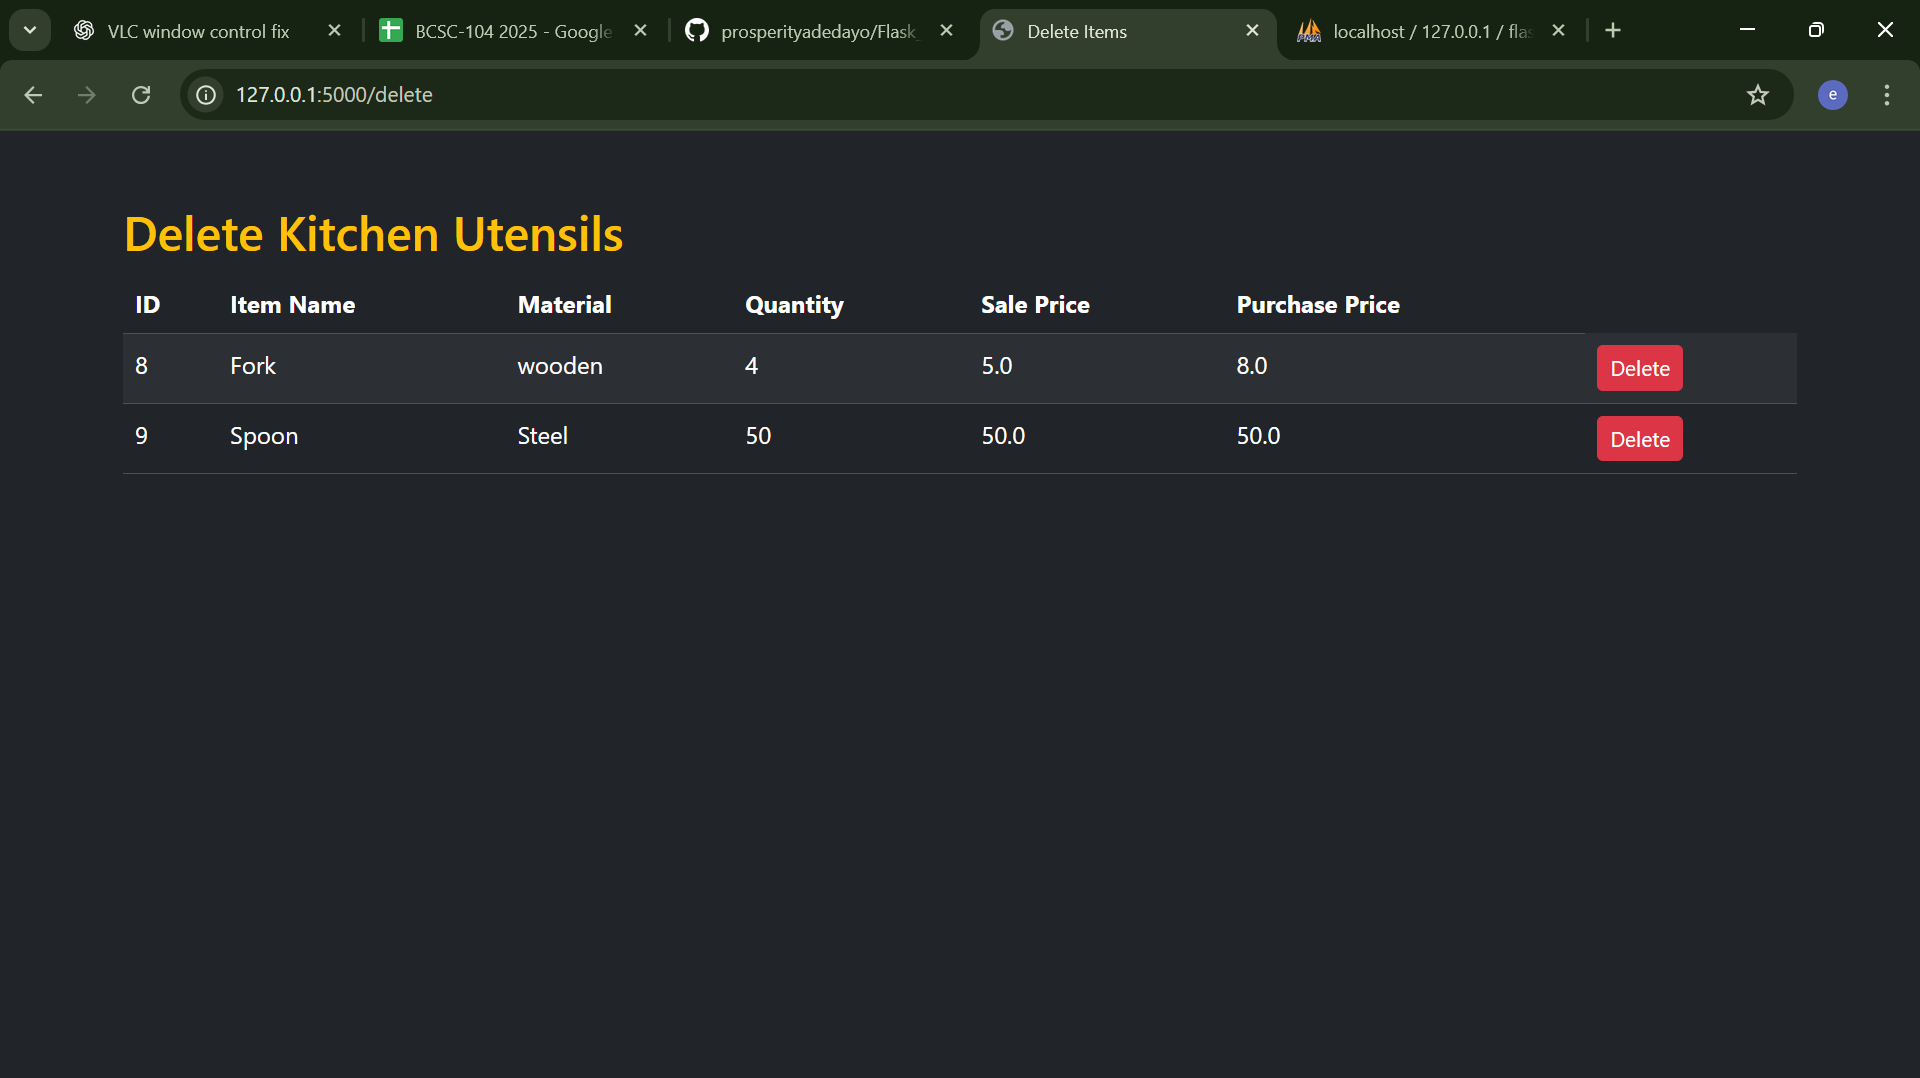 VLC window control fix
BCSC-104 2025 - Google
prosperityadedayo/Flask_
Delete Items
localhost / 127.0.0.1 / flas
127.0.0.1:5000/delete
e
Delete Kitchen Utensils
ID Item Name Material Quantity Sale Price Purchase Price
8 Fork wooden 4 5.0 8.0 Delete
9 Spoon Steel 50 50.0 50.0 Delete